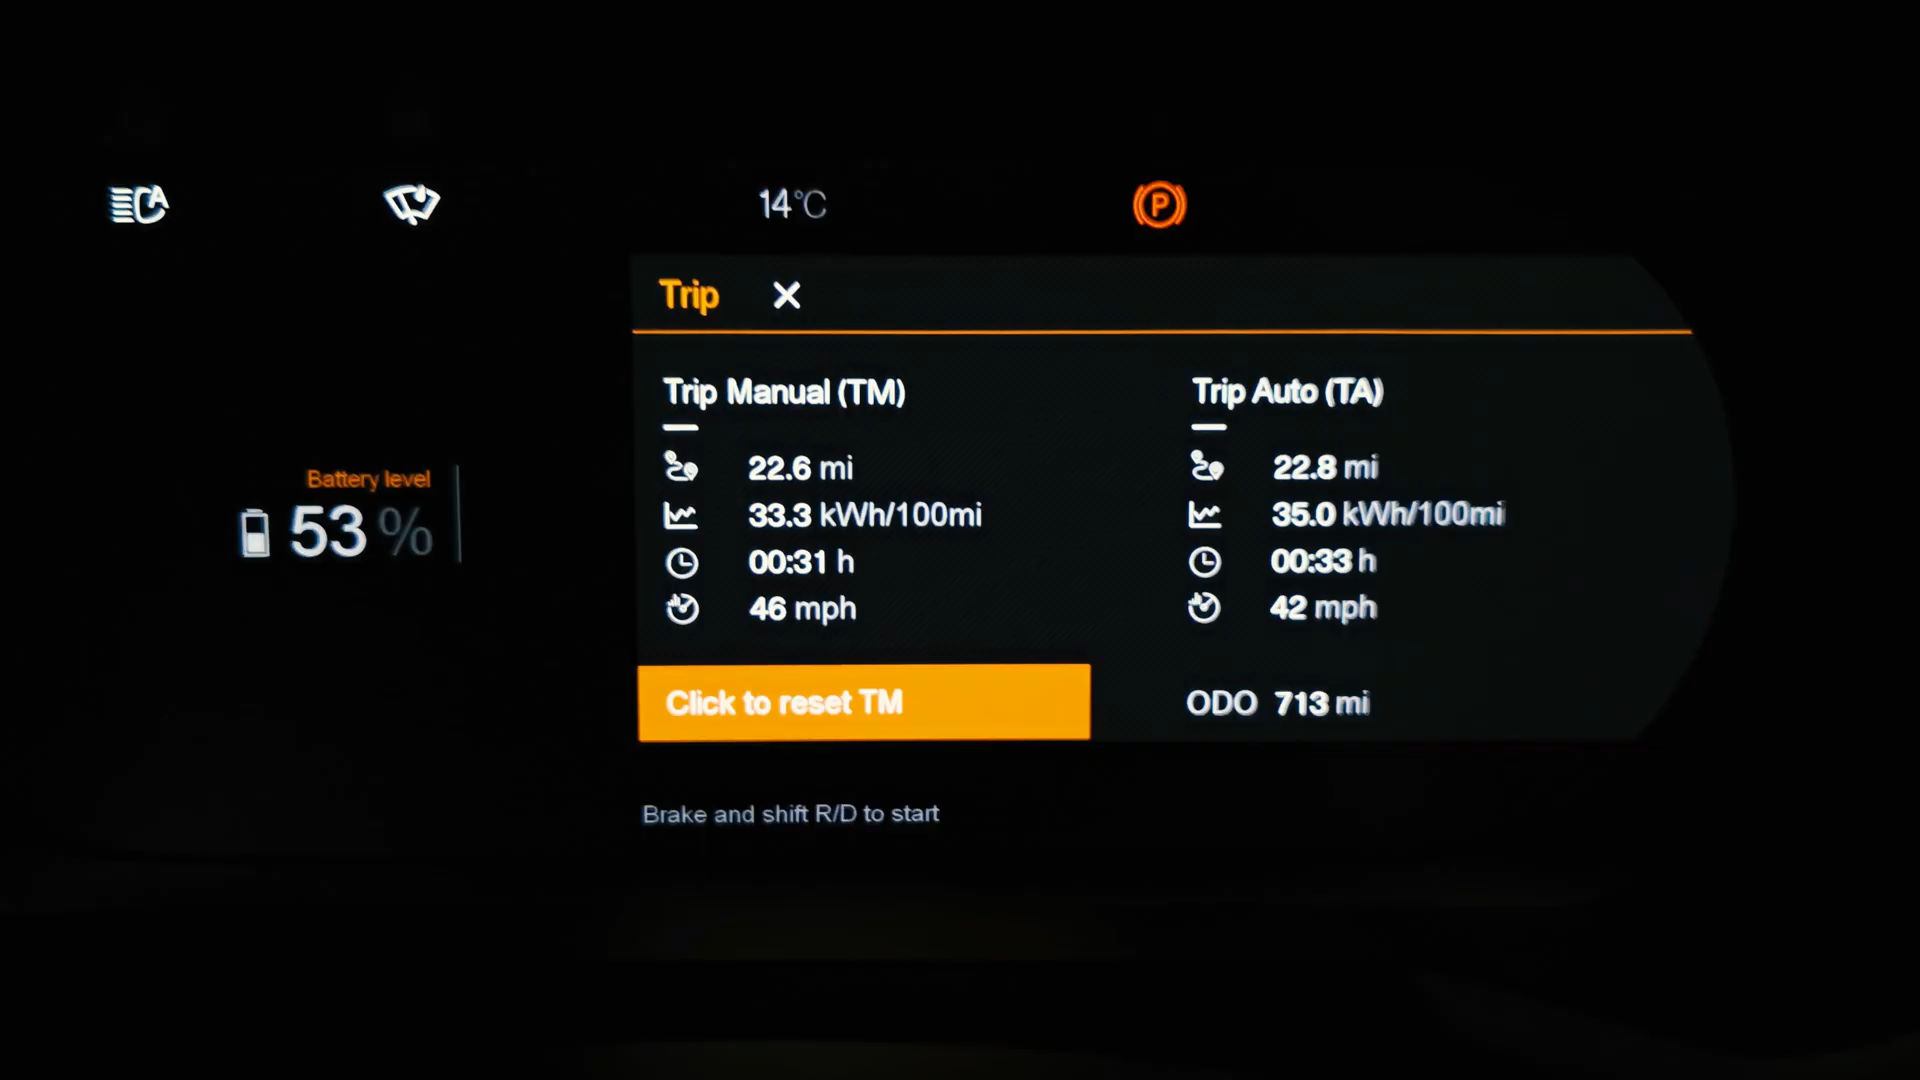 14°C
P
Trip
Trip Manual (TM)
22.6 mi
33.3 kWh/100mi
00:31 h
46 mph
Click to reset TM
Trip Auto (TA)
22.8 mi
35.0 kWh/100mi
00:33 h
42 mph
ODO 713 mi
Battery level
53 %
Brake and shift R/D to start
A